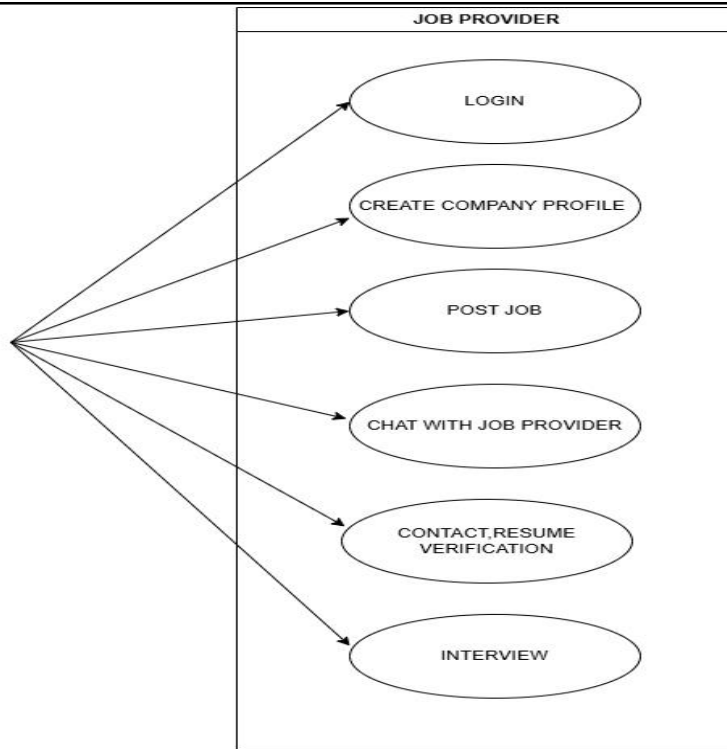 JOB PROVIDER
LOGIN
CREATE COMPANY PROFILE
POST JOB
CHAT WITH JOB PROVIDER
CONTACT,RESUME
VERIFICATION
INTERVIEW